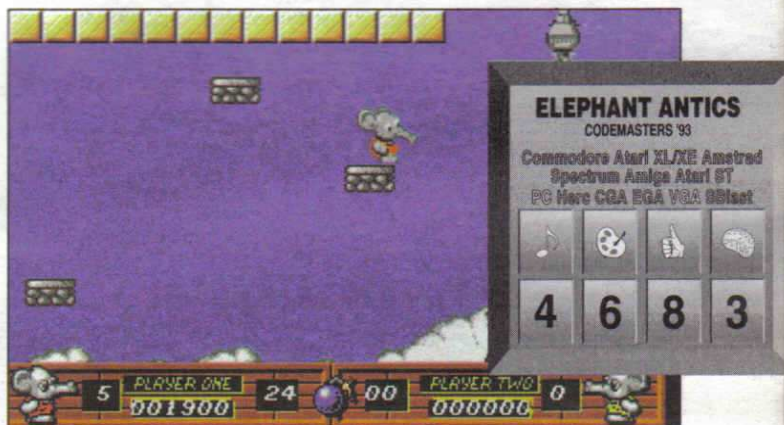 ELEPHANT ANTICS
CODEMASTERS '93
Commodore Atari XL/XE Amstrad
Spectrum Amiga Atari ST
PC Herc CGA EGA VGA SBlast
4 6 8 3
5 PLAYER ONE 24 00 PLAYER TWO 0
001900 000000